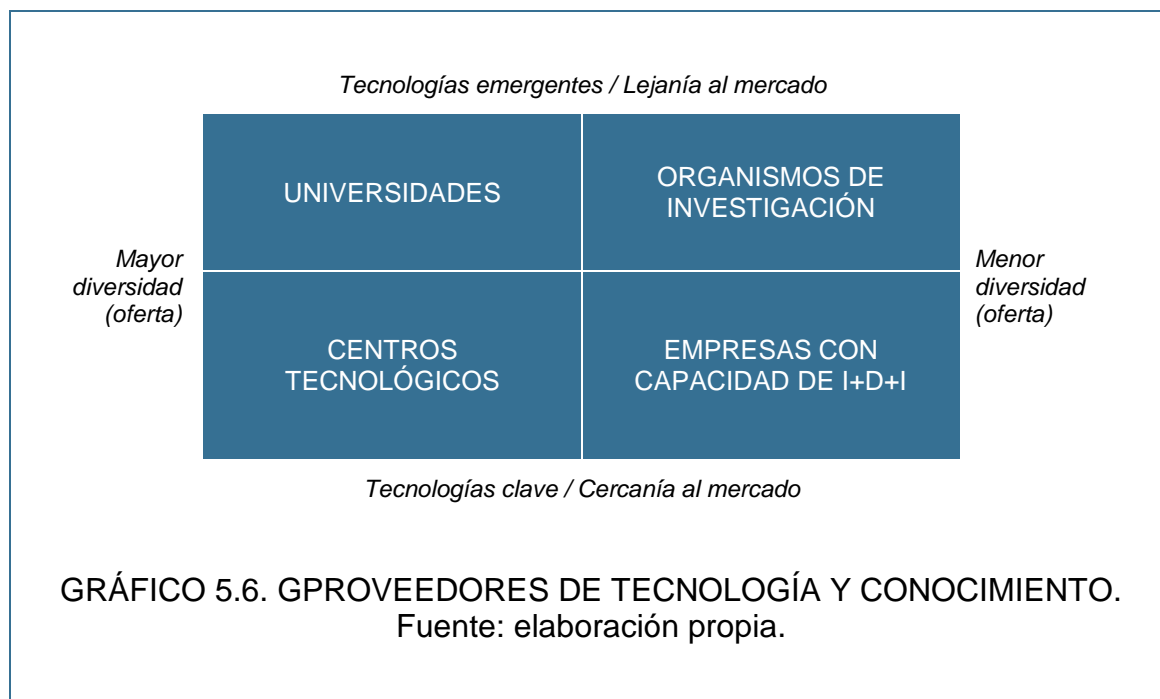 Tecnologías emergentes / Lejanía al mercado
UNIVERSIDADES
ORGANISMOS DE
INVESTIGACIÓN
Mayor
diversidad
(oferta)
Menor
diversidad
(oferta)
CENTROS
TECNOLÓGICOS
EMPRESAS CON
CAPACIDAD DE I+D+I
Tecnologías clave / Cercanía al mercado
GRÁFICO 5.6. GPROVEEDORES DE TECNOLOGÍA Y CONOCIMIENTO.
Fuente: elaboración propia.